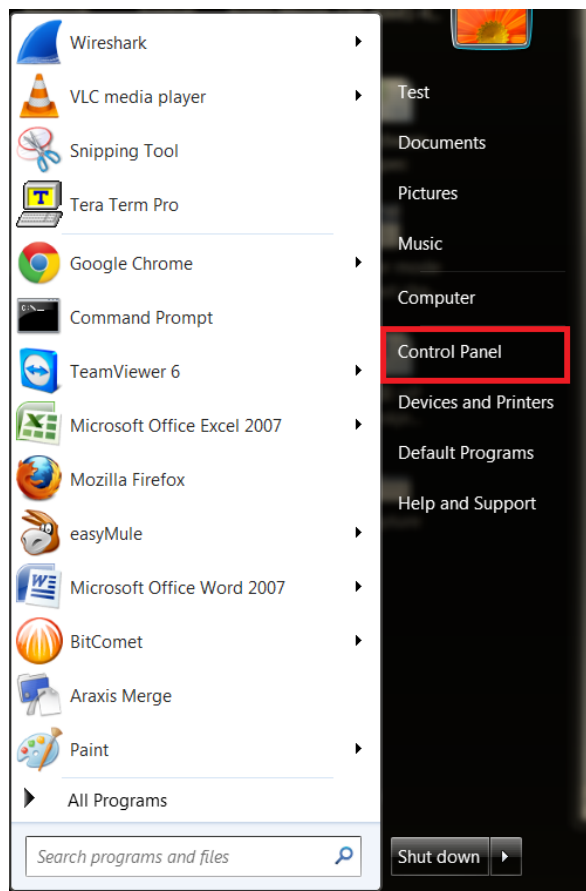 Wireshark
VLC media player
Snipping Tool
Tera Term Pro
Google Chrome
Command Prompt
TeamViewer 6
Microsoft Office Excel 2007
Mozilla Firefox
easyMule
Microsoft Office Word 2007
BitComet
Araxis Merge
Paint
All Programs
Search programs and files
Test
Documents
Pictures
Music
Computer
Control Panel
Devices and Printers
Default Programs
Help and Support
Shut down